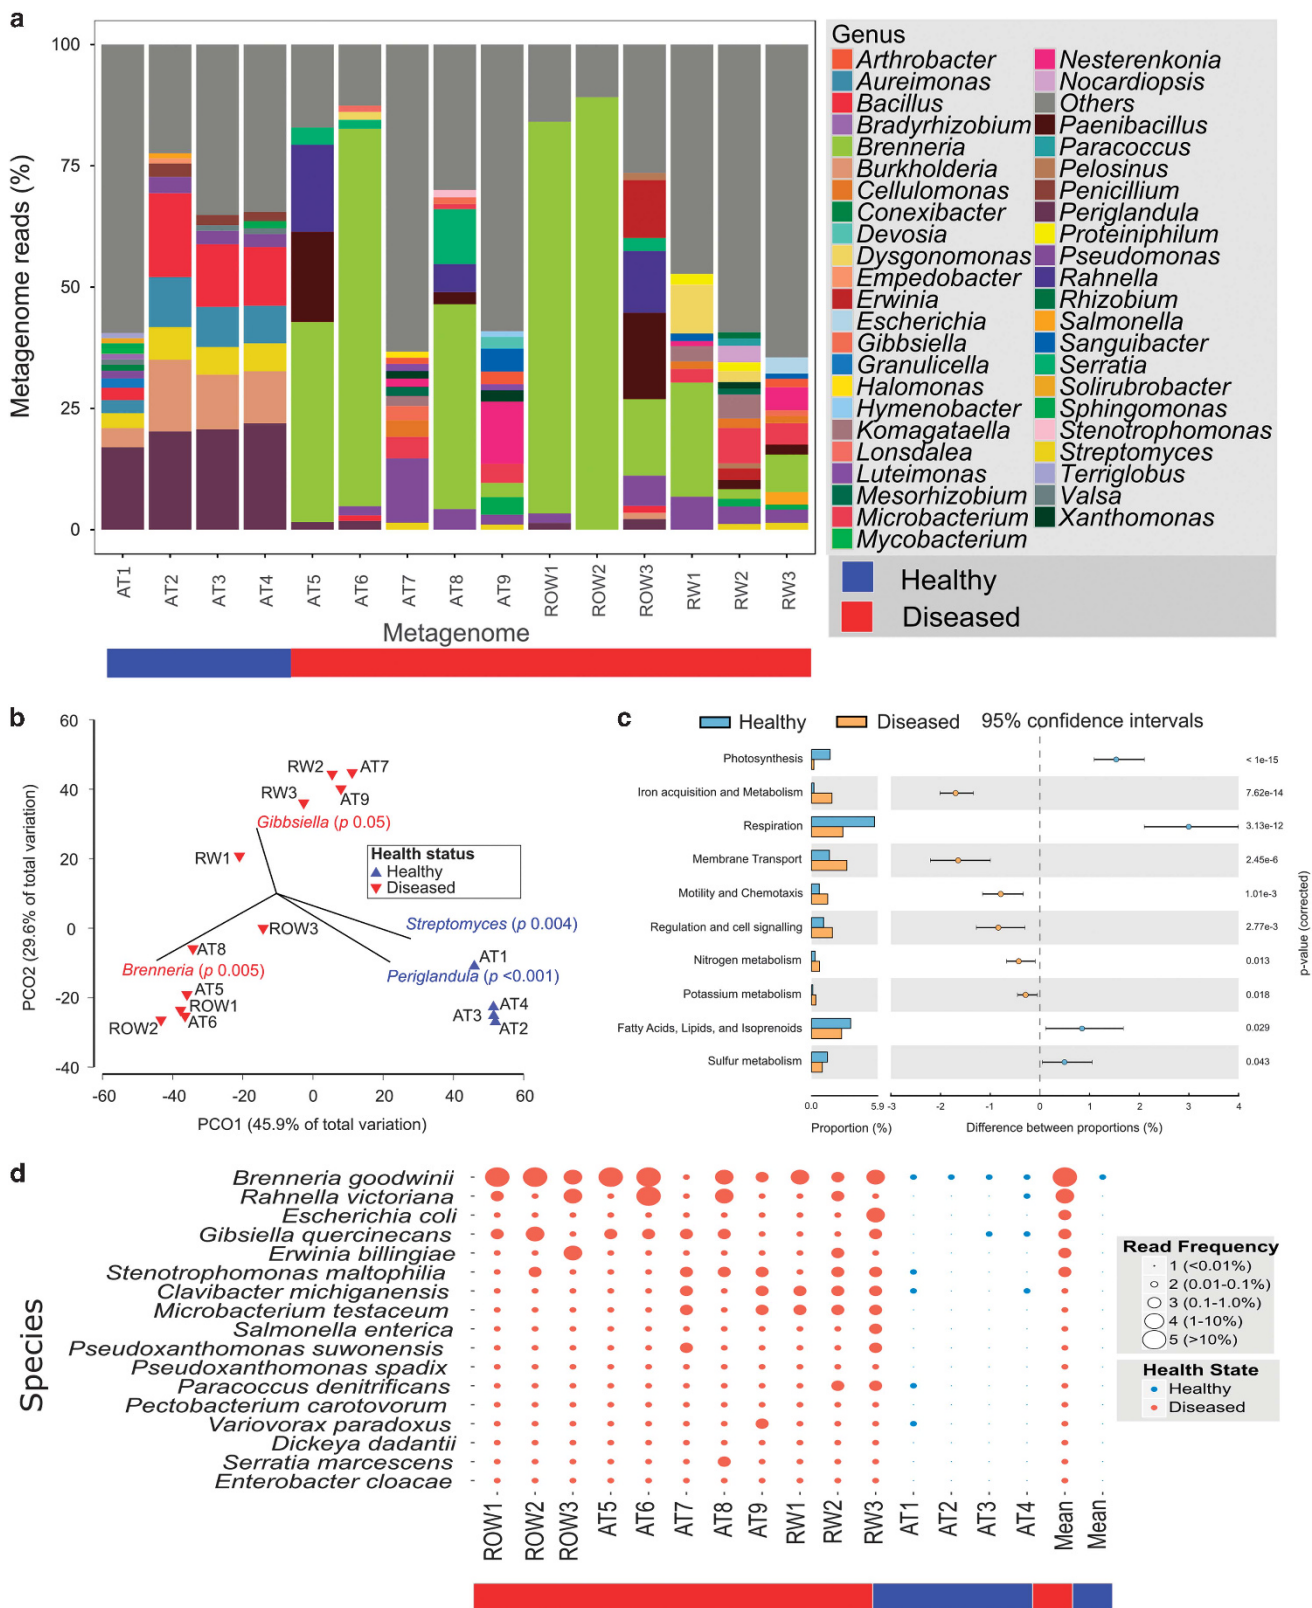 a
100
75
50
25
0
Metagenome reads (%)
AT1
AT2
AT3
AT4
AT5
AT6
AT7
AT8
AT9
ROW1
ROW2
ROW3
RW1
RW2
RW3
Metagenome
Genus
Arthrobacter
Aureimonas
Bacillus
Bradyrhizobium
Brenneria
Burkholderia
Cellulomonas
Conexibacter
Devosia
Dysgonomonas
Empedobacter
Erwinia
Escherichia
Gibbsiella
Granulicella
Halomonas
Hymenobacter
Komagataella
Lonsdalea
Luteimonas
Mesorhizobium
Microbacterium
Mycobacterium
Nesterenkonia
Nocardiopsis
Others
Paenibacillus
Paracoccus
Pelosinus
Penicillium
Periglandula
Proteiniphilum
Pseudomonas
Rahnella
Rhizobium
Salmonella
Sanguibacter
Serratia
Solirubrobacter
Sphingomonas
Stenotrophomonas
Streptomyces
Terriglobus
Valsa
Xanthomonas
Healthy
Diseased
b
60
40
20
0
-20
-40
PCO2 (29.6% of total variation)
RW2
AT7
RW3
AT9
Gibbsiella (p 0.05)
RW1
Health status
Healthy
Diseased
ROW3
Streptomyces (p 0.004)
AT8
Brenneria (p 0.005)
AT1
Periglandula (p <0.001)
AT5
ROW1
ROW2
AT6
AT4
AT3
AT2
-60
-40
-20
0
20
40
60
PCO1 (45.9% of total variation)
c
Healthy
Diseased
95% confidence intervals
Photosynthesis
< 1e-15
Iron acquisition and Metabolism
7.62e-14
Respiration
3.13e-12
Membrane Transport
2.45e-6
Motility and Chemotaxis
1.01e-3
Regulation and cell signalling
2.77e-3
Nitrogen metabolism
0.013
Potassium metabolism
0.018
Fatty Acids, Lipids, and Isoprenoids
0.029
Sulfur metabolism
0.043
p-value (corrected)
0.0
5.9
-3
-2
-1
0
1
2
3
4
Proportion (%)
Difference between proportions (%)
d
Species
Brenneria goodwinii
Rahnella victoriana
Escherichia coli
Gibsiella quercinecans
Erwinia billingiae
Stenotrophomonas maltophilia
Clavibacter michiganensis
Microbacterium testaceum
Salmonella enterica
Pseudoxanthomonas suwonensis
Pseudoxanthomonas spadix
Paracoccus denitrificans
Pectobacterium carotovorum
Variovorax paradoxus
Dickeya dadantii
Serratia marcescens
Enterobacter cloacae
ROW1
ROW2
ROW3
AT5
AT6
AT7
AT8
AT9
RW1
RW2
RW3
AT1
AT2
AT3
AT4
Mean
Mean
Read Frequency
1 (<0.01%)
2 (0.01-0.1%)
3 (0.1-1.0%)
4 (1-10%)
5 (>10%)
Health State
Healthy
Diseased